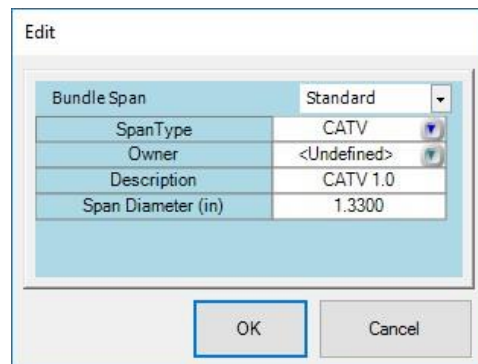 Edit
Bundle Span Standard
SpanType CATV
Owner <Undefined>
Description CATV 1.0
Span Diameter (in) 1.3300
OK Cancel